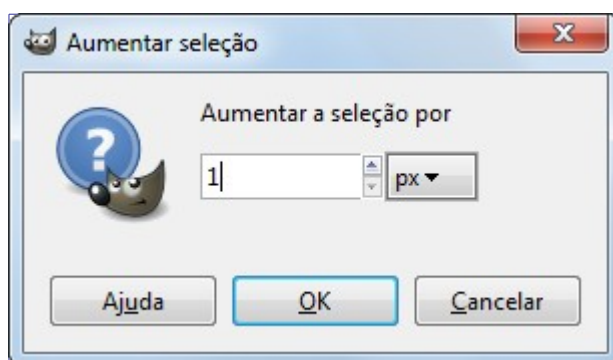 Aumentar seleção
Aumentar a seleção por
1 px
Ajuda OK Cancelar